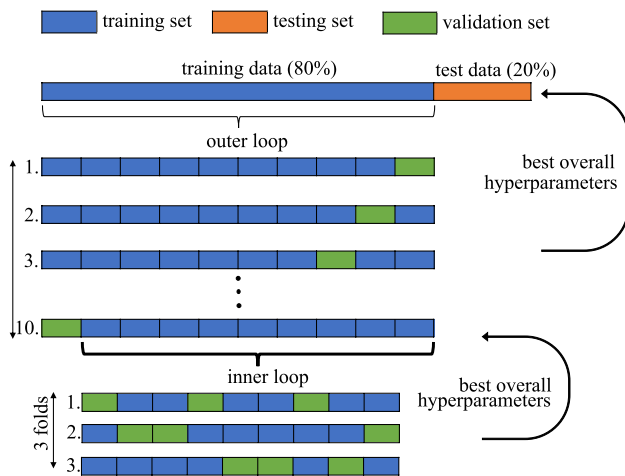 training set
testing set
validation set
training data (80%)
test data (20%)
outer loop
1.
2.
3.
10.
best overall
hyperparameters
inner loop
3 folds
1.
2.
3.
best overall
hyperparameters